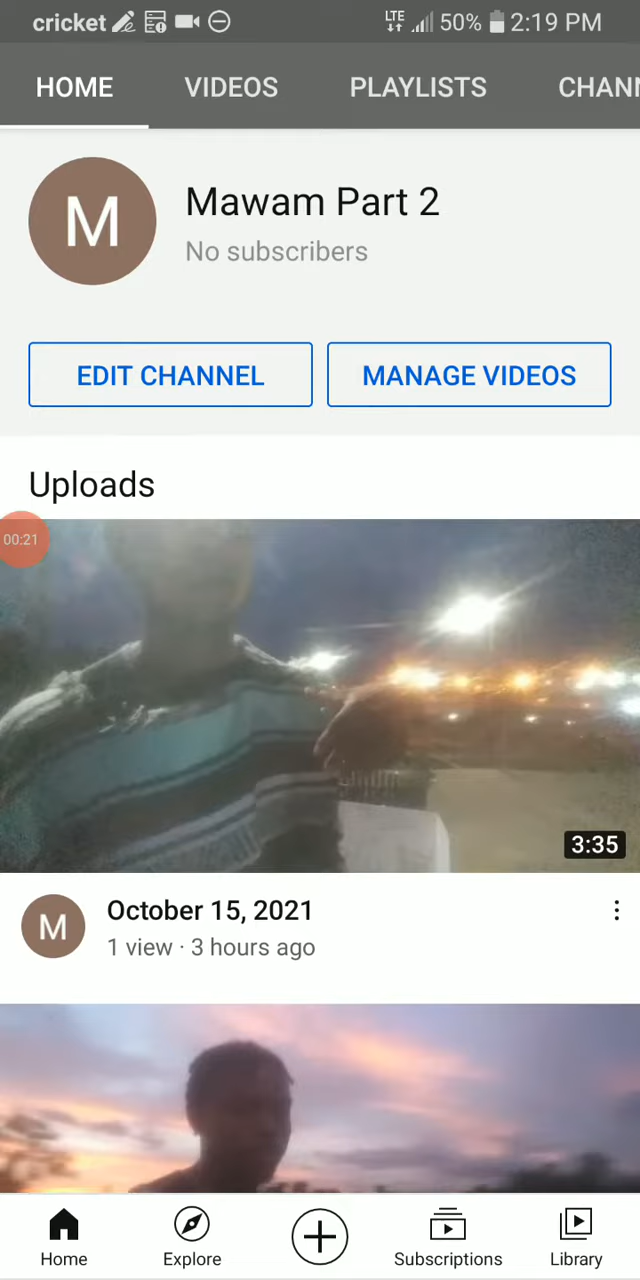 cricket LTE 50% 2:19 PM
HOME VIDEOS PLAYLISTS CHANN
M
Mawam Part 2
No subscribers
EDIT CHANNEL MANAGE VIDEOS
Uploads
00:21
3:35
M
October 15, 2021
1 view · 3 hours ago
Home Explore Subscriptions Library